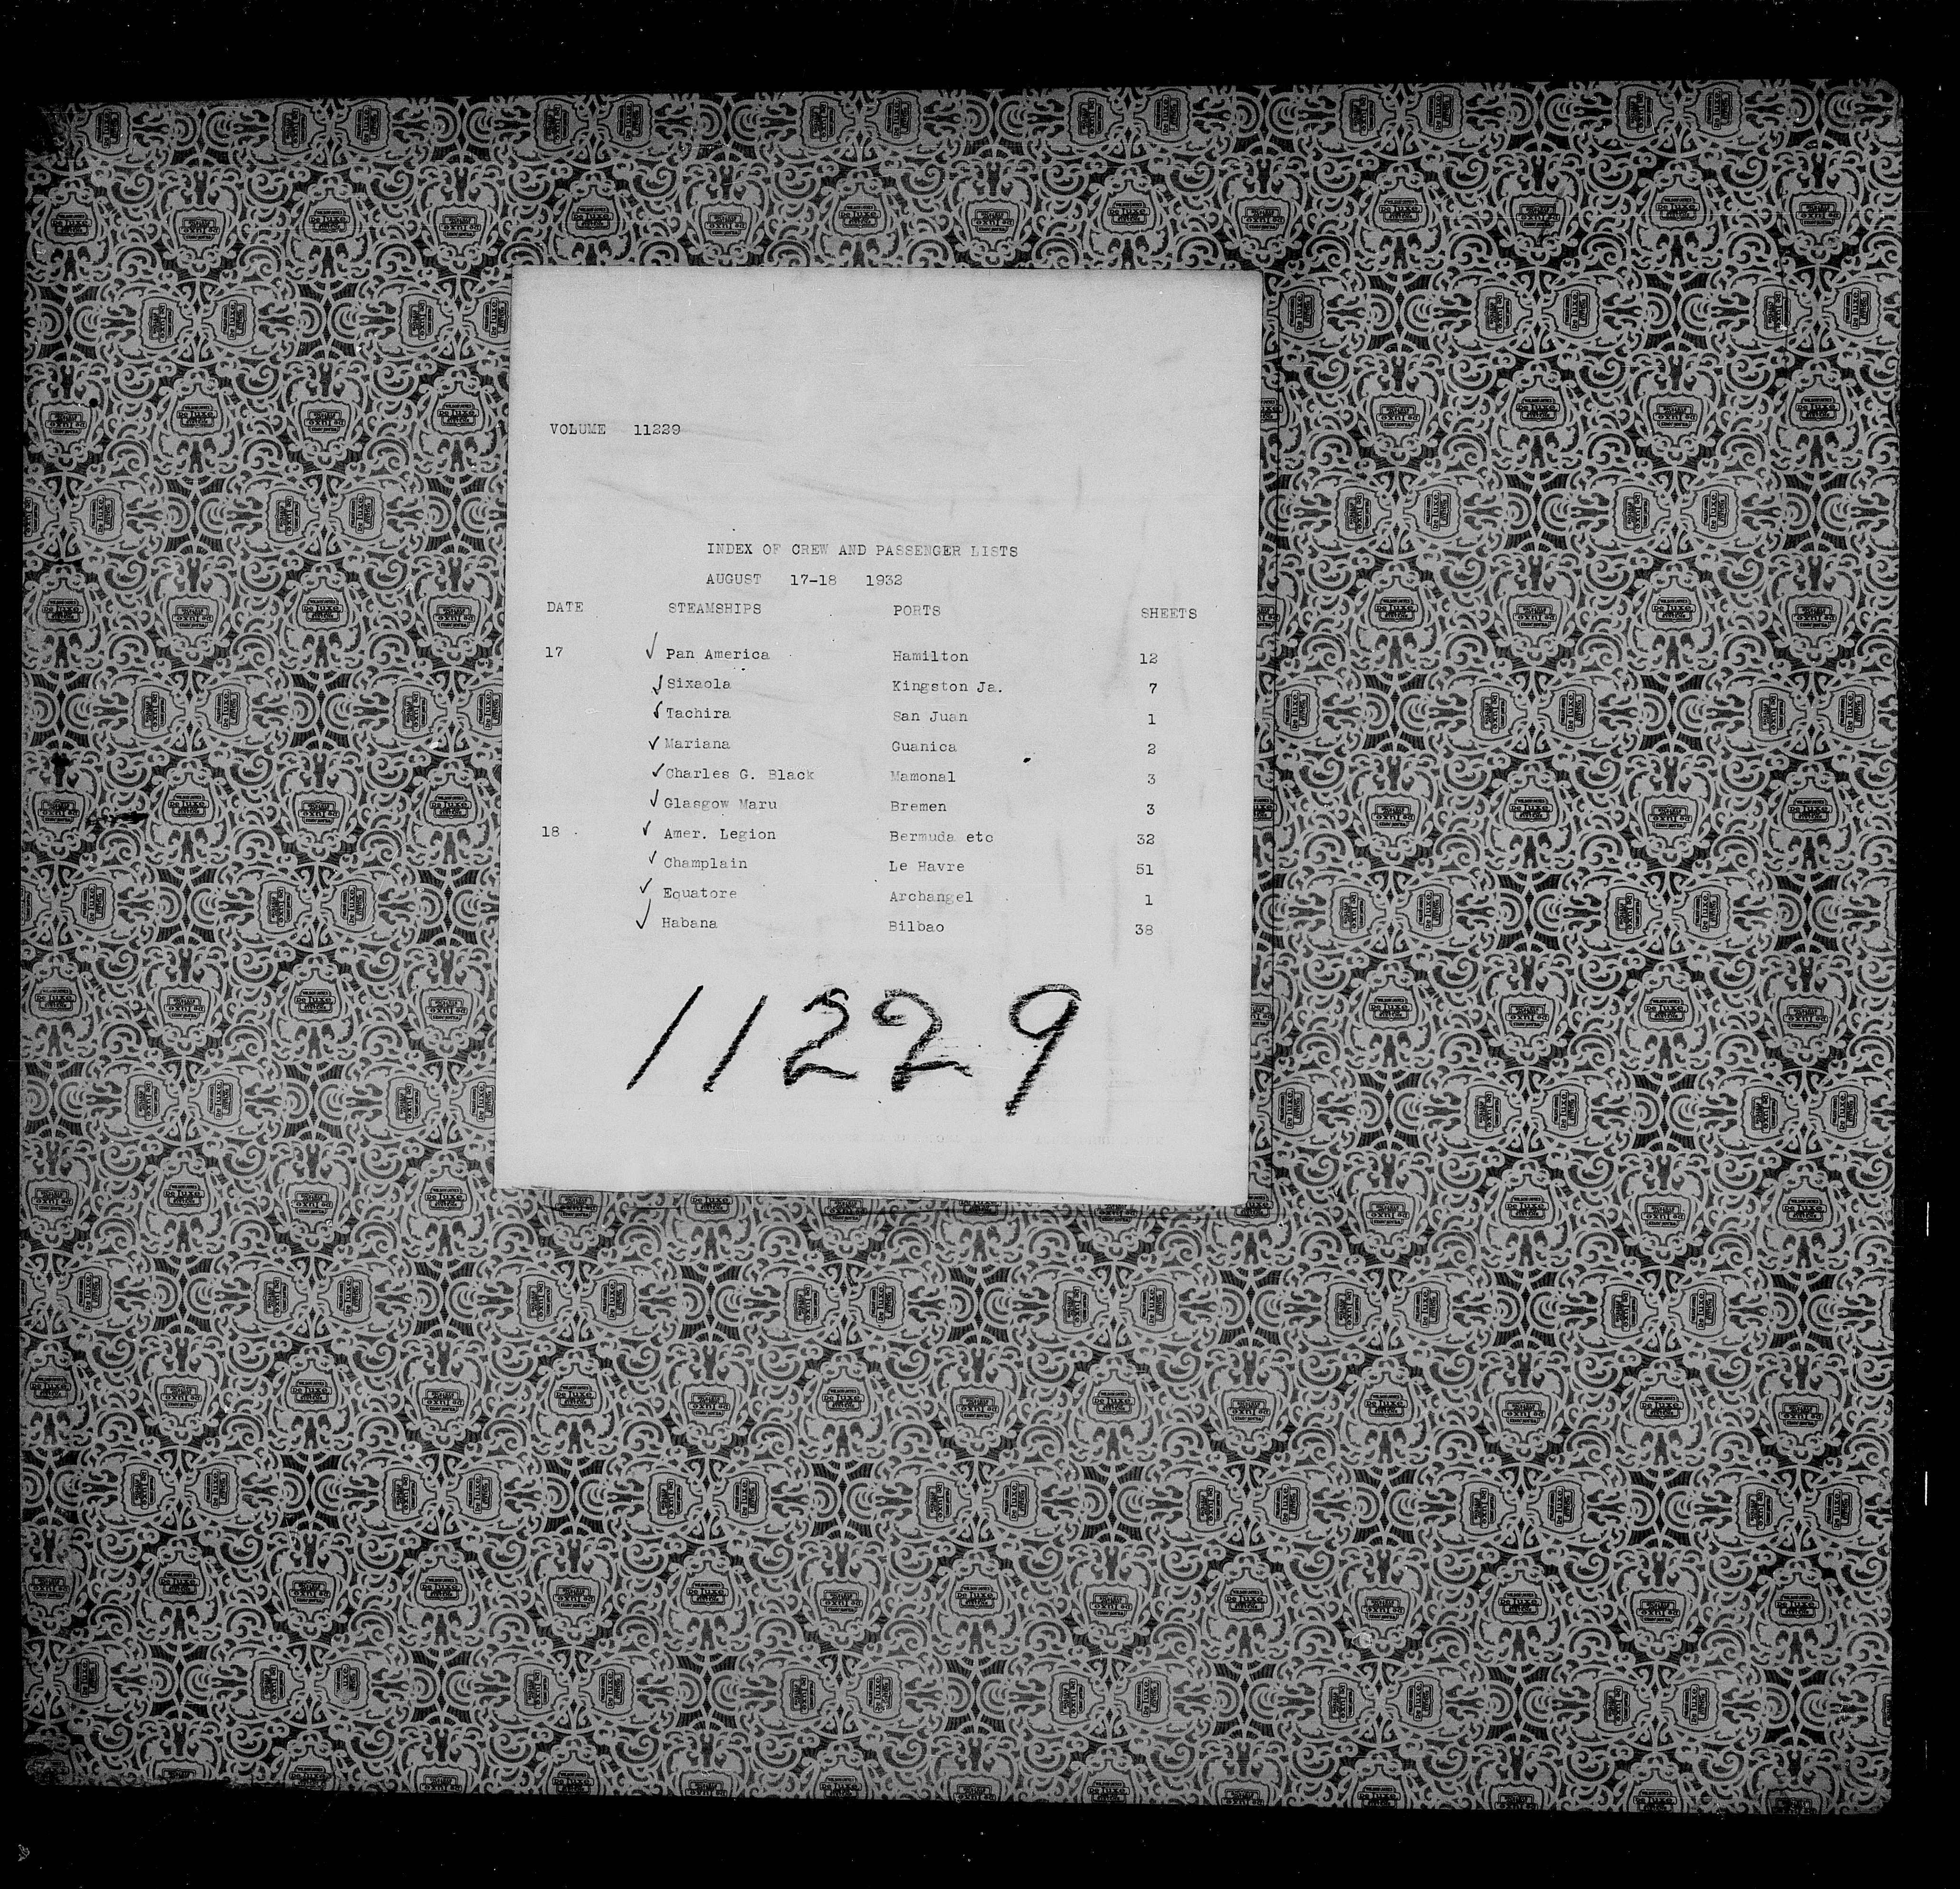 VOLUME 11229
INDEX OF CREW AND PASSENGER LISTS
AUGUST 17-18 1932
DATE STEAMSHIPS PORTS SHEETS
17 ✓ Pan America Hamilton 12
✓ Sixaola Kingston Ja. 7
✓ Tachira San Juan 1
✓ Mariana Guanica 2
✓ Charles G. Black Mamonal 3
✓ Glasgow Maru Bremen 3
18 ✓ Amer. Legion Bermuda etc 32
✓ Champlain Le Havre 51
✓ Equatore Archangel 1
✓ Habana Bilbao 38
11229